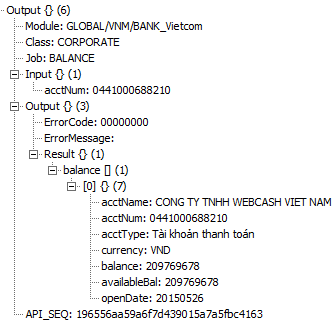 Output {} (6)
Module: GLOBAL/VNM/BANK_Vietcom
Class: CORPORATE
Job: BALANCE
Input {} (1)
acctNum: 0441000688210
Output {} (3)
ErrorCode: 00000000
ErrorMessage:
Result {} (1)
balance [] (1)
[0] {} (7)
acctName: CONG TY TNHH WEBCASH VIET NAM
acctNum: 0441000688210
acctType: Tài khoản thanh toán
currency: VND
balance: 209769678
availableBal: 209769678
openDate: 20150526
API_SEQ: 196556aa59a6f7d439015a7a5fbc4163